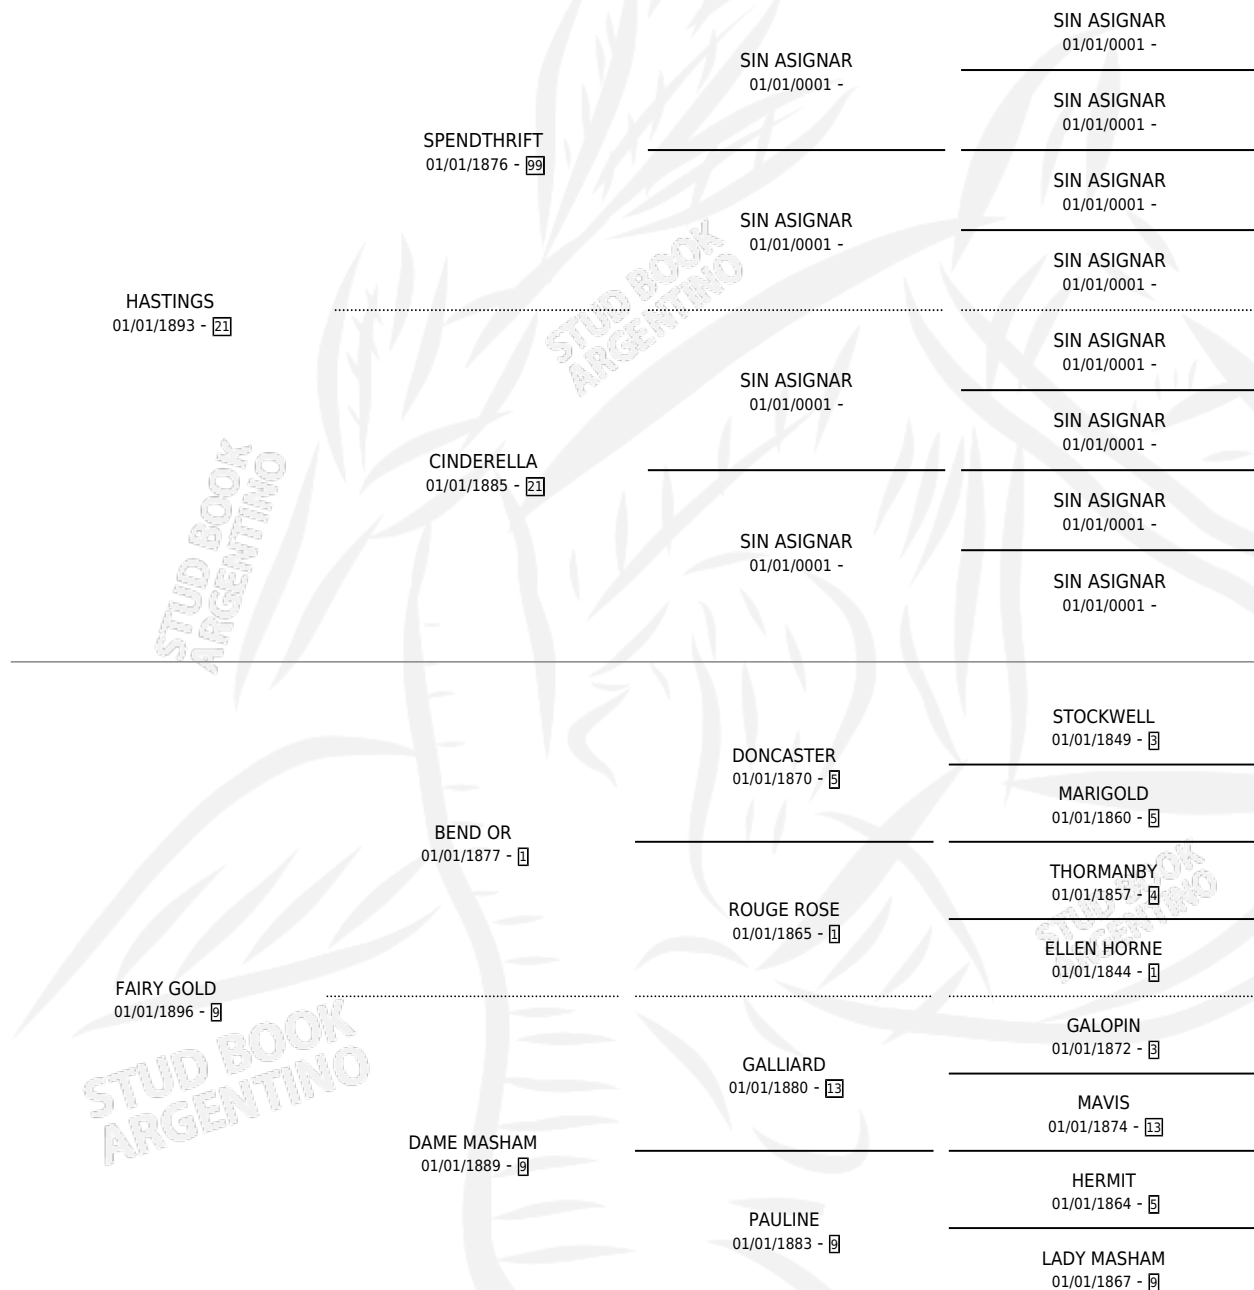 HASTINGS
01/01/1893 - 21
SPENDTHRIFT
01/01/1876 - 99
CINDERELLA
01/01/1885 - 21
SIN ASIGNAR
01/01/0001 -
SIN ASIGNAR
01/01/0001 -
SIN ASIGNAR
01/01/0001 -
SIN ASIGNAR
01/01/0001 -
SIN ASIGNAR
01/01/0001 -
SIN ASIGNAR
01/01/0001 -
SIN ASIGNAR
01/01/0001 -
SIN ASIGNAR
01/01/0001 -
SIN ASIGNAR
01/01/0001 -
SIN ASIGNAR
01/01/0001 -
SIN ASIGNAR
01/01/0001 -
SIN ASIGNAR
01/01/0001 -
STUD BOOK
ARGENTINO
STUD BOOK
ARGENTINO
FAIRY GOLD
01/01/1896 - 9
BEND OR
01/01/1877 - 1
DAME MASHAM
01/01/1889 - 9
DONCASTER
01/01/1870 - 5
ROUGE ROSE
01/01/1865 - 1
GALLIARD
01/01/1880 - 13
PAULINE
01/01/1883 - 9
STOCKWELL
01/01/1849 - 3
MARIGOLD
01/01/1860 - 5
THORMANBY
01/01/1857 - 4
ELLEN HORNE
01/01/1844 - 1
GALOPIN
01/01/1872 - 3
MAVIS
01/01/1874 - 13
HERMIT
01/01/1864 - 5
LADY MASHAM
01/01/1867 - 9
STUD BOOK
ARGENTINO
STUD BOOK
ARGENTINO